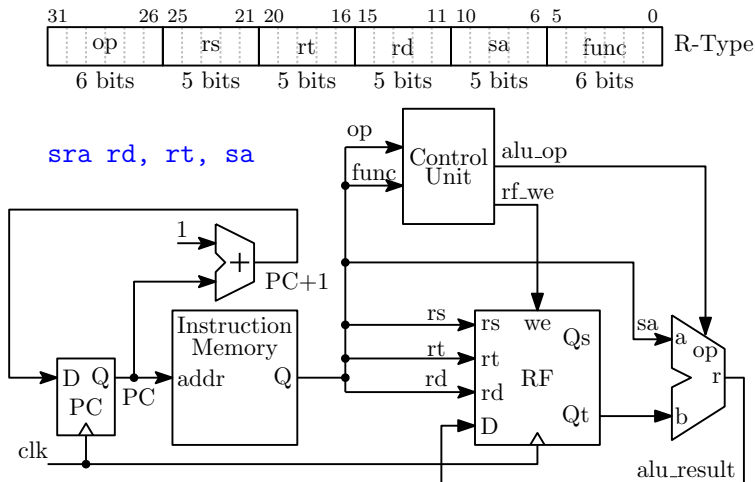 31 26 25 21 20 16 15 11 10 6 5 0
op rs rt rd sa func R-Type
6 bits 5 bits 5 bits 5 bits 5 bits 6 bits
sra rd, rt, sa
op
func
Control
Unit
alu_op
rf_we
1
+
PC+1
Instruction
Memory
addr
Q
D Q
PC
PC
clk
rs
rt
rd
rs
rt
rd
D
we
RF
Qs
Qt
sa
a
op
r
b
alu_result